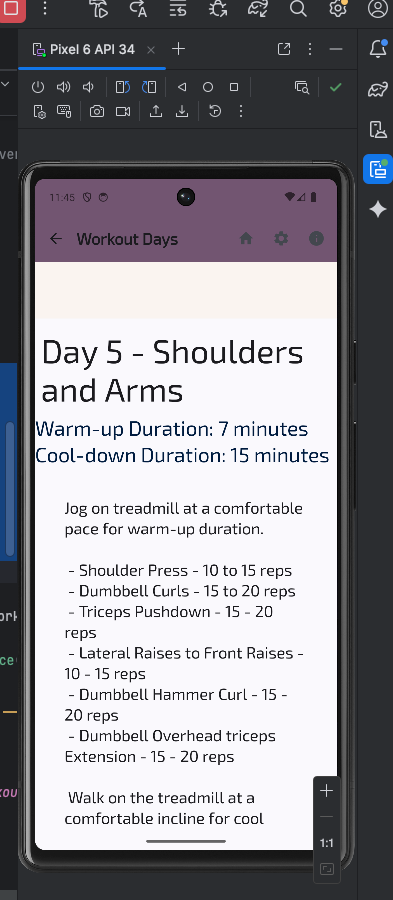 Pixel 6 API 34
11:45
Workout Days
Day 5 - Shoulders
and Arms
Warm-up Duration: 7 minutes
Cool-down Duration: 15 minutes
Jog on treadmill at a comfortable
pace for warm-up duration.
- Shoulder Press - 10 to 15 reps
- Dumbbell Curls - 15 to 20 reps
- Triceps Pushdown - 15 - 20
reps
- Lateral Raises to Front Raises -
10 - 15 reps
- Dumbbell Hammer Curl - 15 -
20 reps
- Dumbbell Overhead triceps
Extension - 15 - 20 reps
Walk on the treadmill at a
comfortable incline for cool
1:1